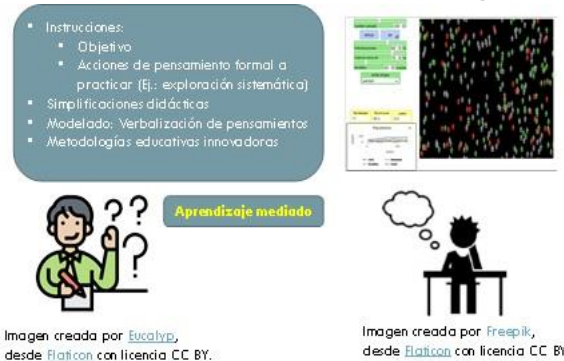 Instrucciones:
Objetivo
Acciones de pensamiento formal a
practicar (Ej.: exploración sistemática)
Simplificaciones didácticas
Modelado: Verbalización de pensamientos
Metodologías educativas innovadoras
Aprendizaje mediado
Imagen creada por Eucalyp,
desde Flaticon con licencia CC BY.
Imagen creada por Freepik,
desde Flaticon con licencia CC BY